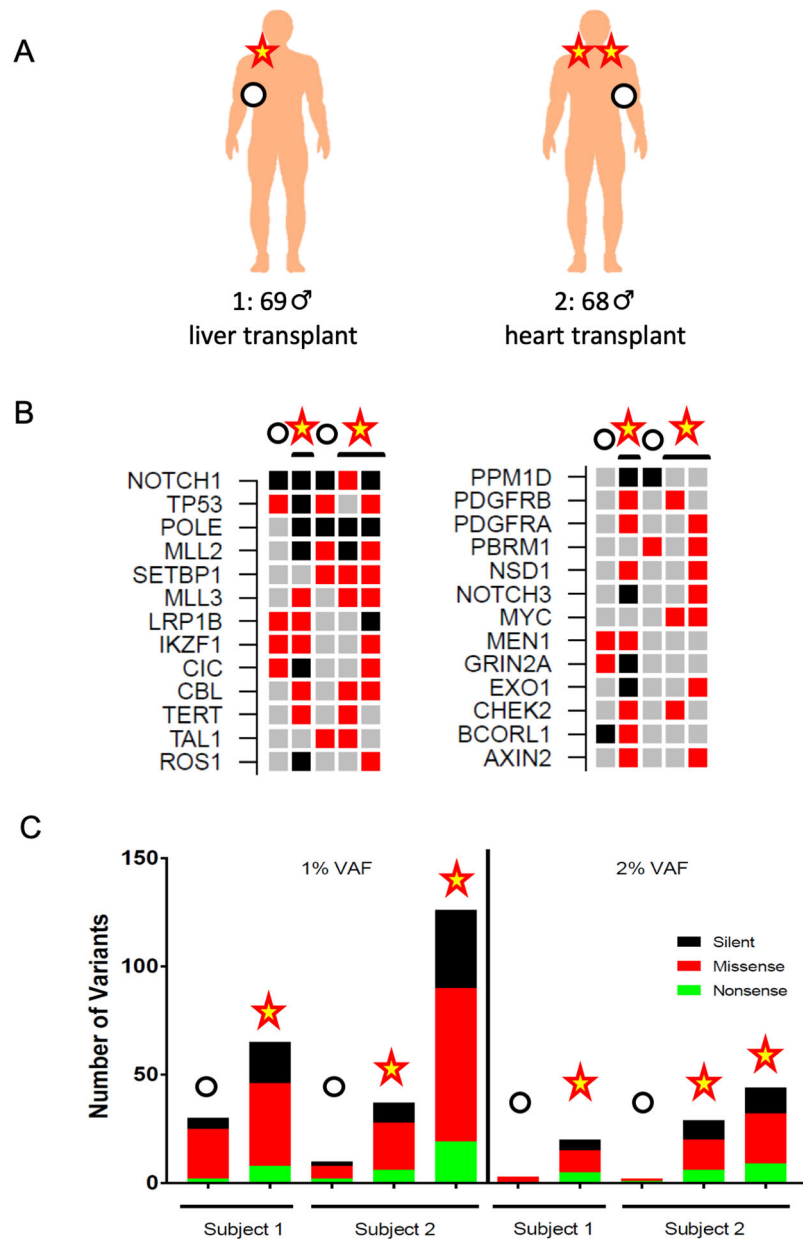 A
1: 69♂
liver transplant
2: 68♂
heart transplant
B
NOTCH1
TP53
POLE
MLL2
SETBP1
MLL3
LRP1B
IKZF1
CIC
CBL
TERT
TAL1
ROS1
PPM1D
PDGFRB
PDGFRA
PBRM1
NSD1
NOTCH3
MYC
MEN1
GRIN2A
EXO1
CHEK2
BCORL1
AXIN2
C
Number of Variants
150
100
50
0
1% VAF
2% VAF
Silent
Missense
Nonsense
Subject 1
Subject 2
Subject 1
Subject 2